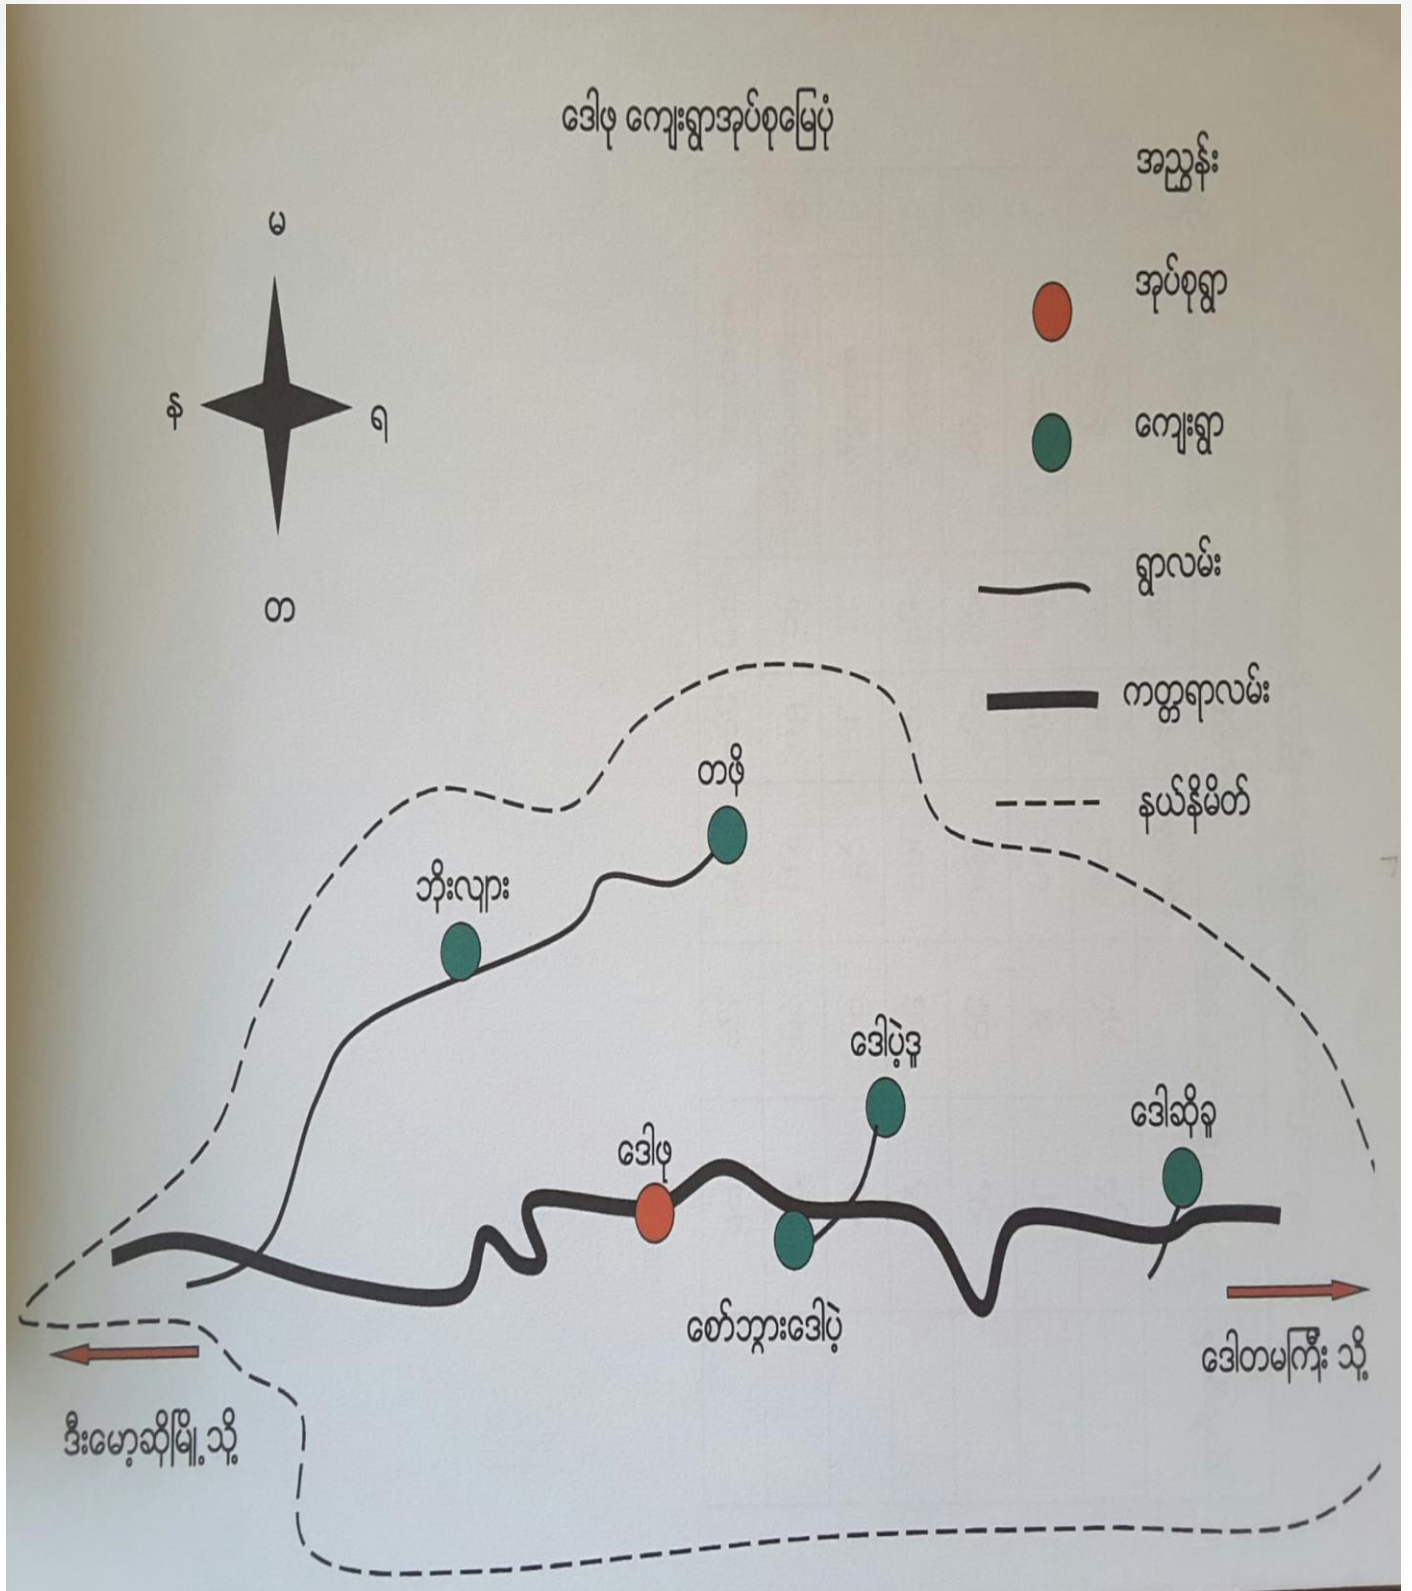 ဒေါဖု ကျေးရွာအုပ်စုမြေပုံ
အညွှန်း
အုပ်စုရွာ
ကျေးရွာ
ရွာလမ်း
ကတ္တရာလမ်း
နယ်နိမိတ်
မ
န
ရ
တ
တဖို
ဘိုးလျား
ဒေါပဲ့ဒူ
ဒေါဆိုခူ
ဒေါဖု
စော်ဘွားဒေါပဲ့
ဒေါတမကြီး သို့
ဒီးမော့ဆိုမြို့ သို့